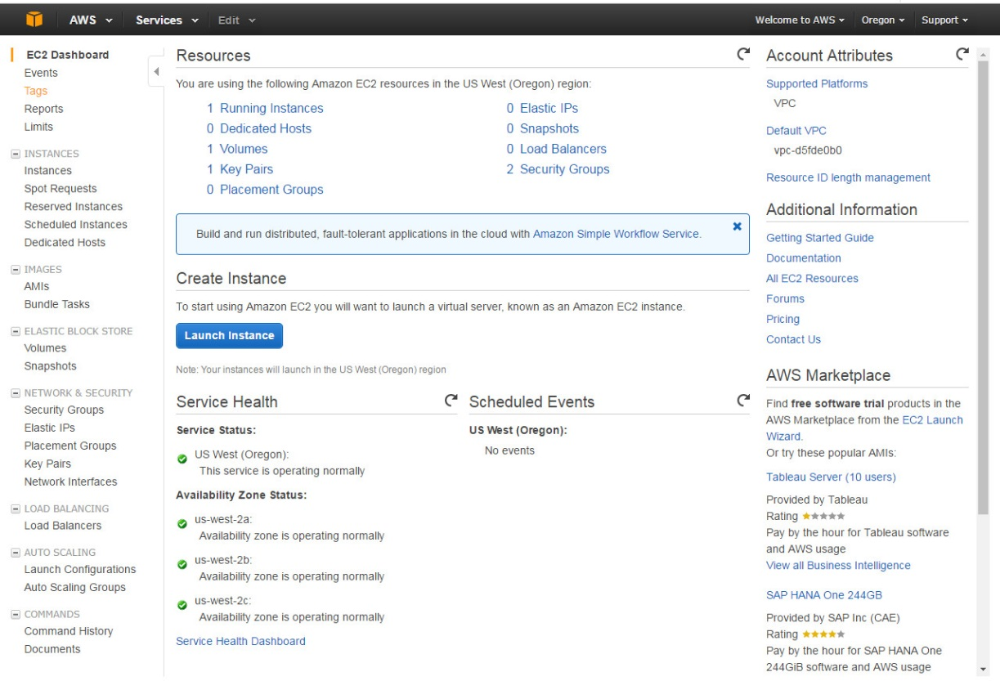 AWS Services Edit Welcome to AWS Oregon Support
EC2 Dashboard
Events
Tags
Reports
Limits
INSTANCES
Instances
Spot Requests
Reserved Instances
Scheduled Instances
Dedicated Hosts
IMAGES
AMIs
Bundle Tasks
ELASTIC BLOCK STORE
Volumes
Snapshots
NETWORK & SECURITY
Security Groups
Elastic IPs
Placement Groups
Key Pairs
Network Interfaces
LOAD BALANCING
Load Balancers
AUTO SCALING
Launch Configurations
Auto Scaling Groups
COMMANDS
Command History
Documents
Resources
You are using the following Amazon EC2 resources in the US West (Oregon) region:
1 Running Instances
0 Dedicated Hosts
1 Volumes
1 Key Pairs
0 Placement Groups
0 Elastic IPs
0 Snapshots
0 Load Balancers
2 Security Groups
Build and run distributed, fault-tolerant applications in the cloud with Amazon Simple Workflow Service.
Create Instance
To start using Amazon EC2 you will want to launch a virtual server, known as an Amazon EC2 instance.
Launch Instance
Note: Your instances will launch in the US West (Oregon) region
Service Health
Service Status:
US West (Oregon):
This service is operating normally
Availability Zone Status:
us-west-2a:
Availability zone is operating normally
us-west-2b:
Availability zone is operating normally
us-west-2c:
Availability zone is operating normally
Service Health Dashboard
Scheduled Events
US West (Oregon):
No events
Account Attributes
Supported Platforms
VPC
Default VPC
vpc-d5fde0b0
Resource ID length management
Additional Information
Getting Started Guide
Documentation
All EC2 Resources
Forums
Pricing
Contact Us
AWS Marketplace
Find free software trial products in the
AWS Marketplace from the EC2 Launch
Wizard.
Or try these popular AMIs:
Tableau Server (10 users)
Provided by Tableau
Rating
Pay by the hour for Tableau software
and AWS usage
View all Business Intelligence
SAP HANA One 244GB
Provided by SAP Inc (CAE)
Rating
Pay by the hour for SAP HANA One
244GiB software and AWS usage